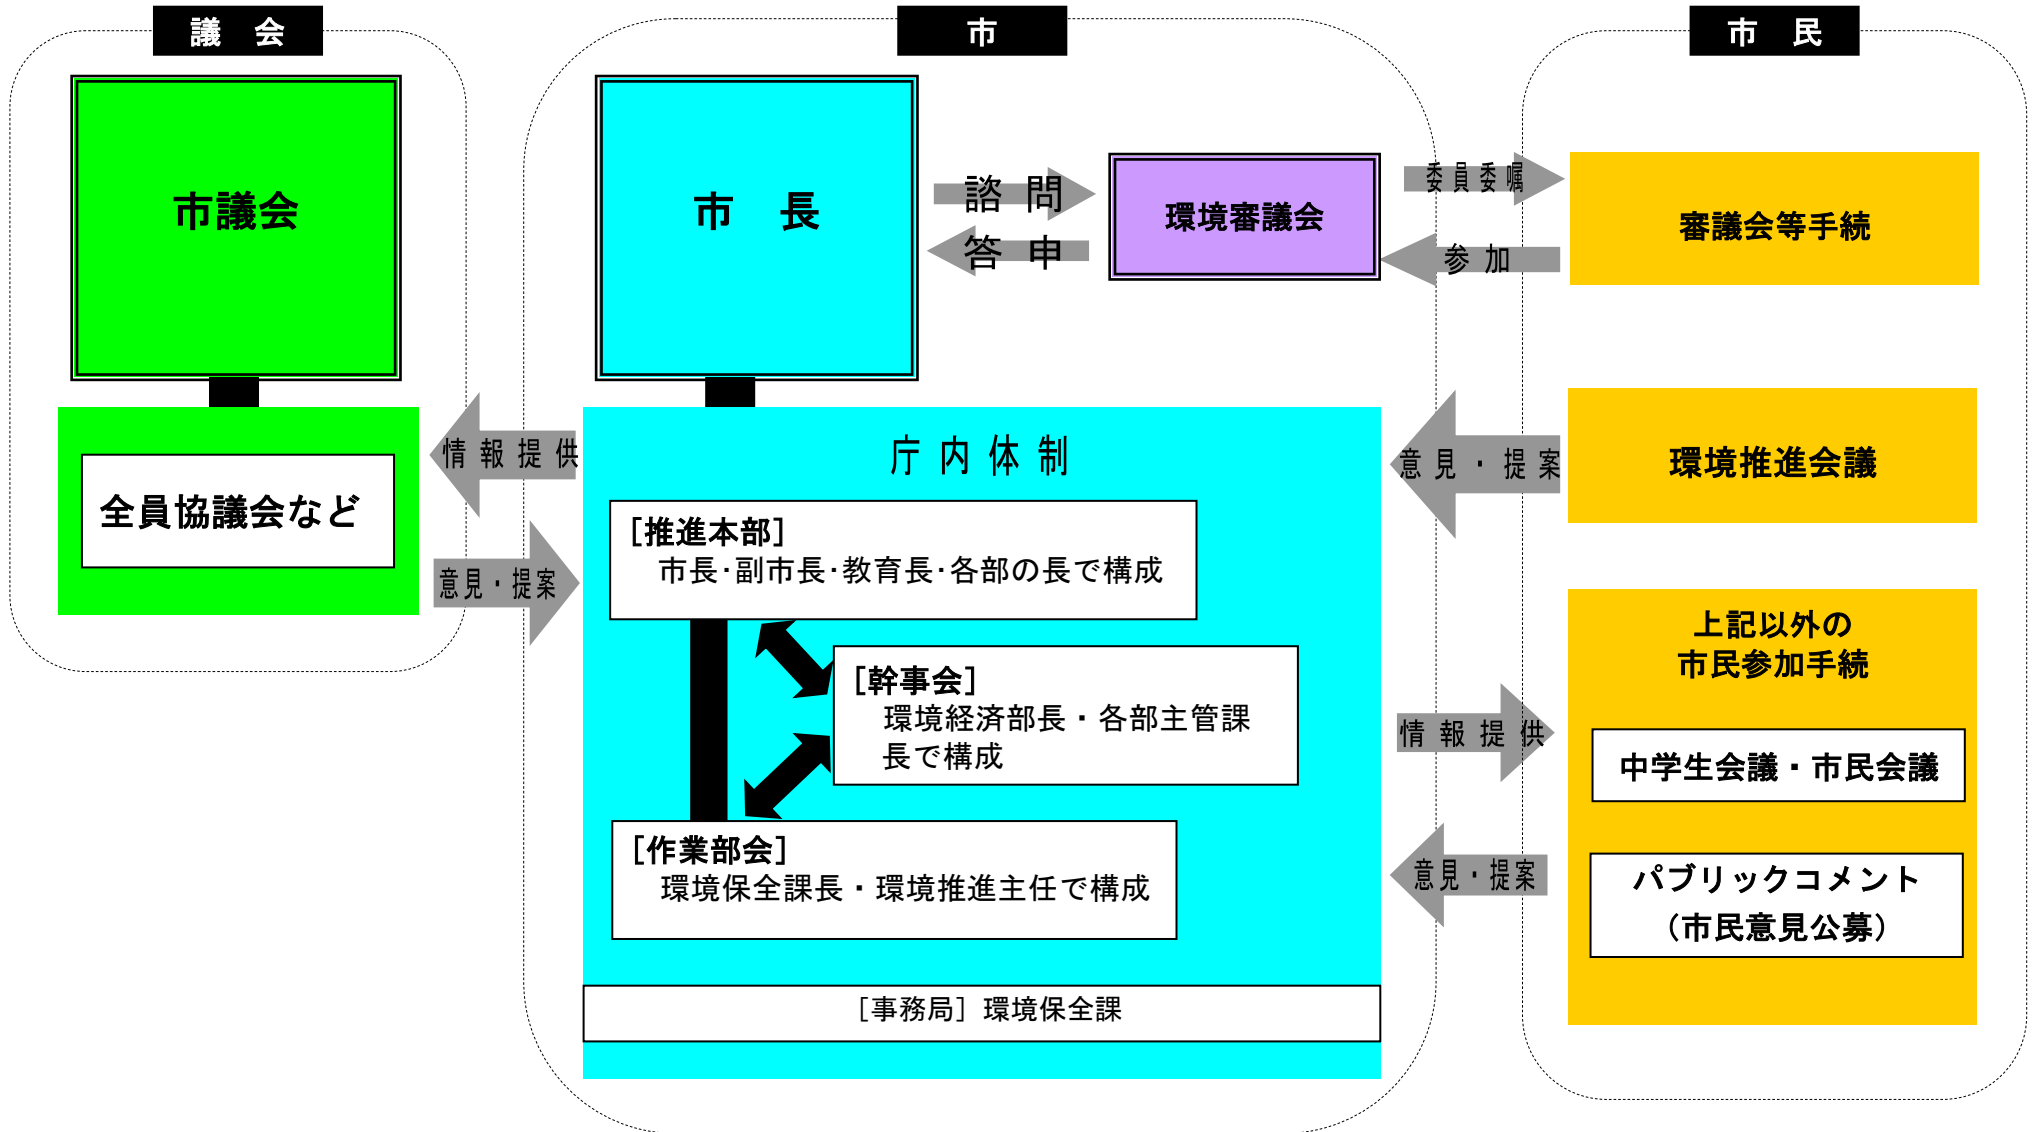 議　会
市議会
全員協議会など
情報提供
意見・提案
市
市　長
諮問
答申
環境審議会
委員委嘱
参加
庁内体制
［推進本部］
市長･副市長･教育長･各部の長で構成
［幹事会］
環境経済部長・各部主管課
長で構成
［作業部会］
環境保全課長・環境推進主任で構成
［事務局］環境保全課
意見・提案
情報提供
意見・提案
市　民
審議会等手続
環境推進会議
上記以外の
市民参加手続
中学生会議・市民会議
パブリックコメント
（市民意見公募）